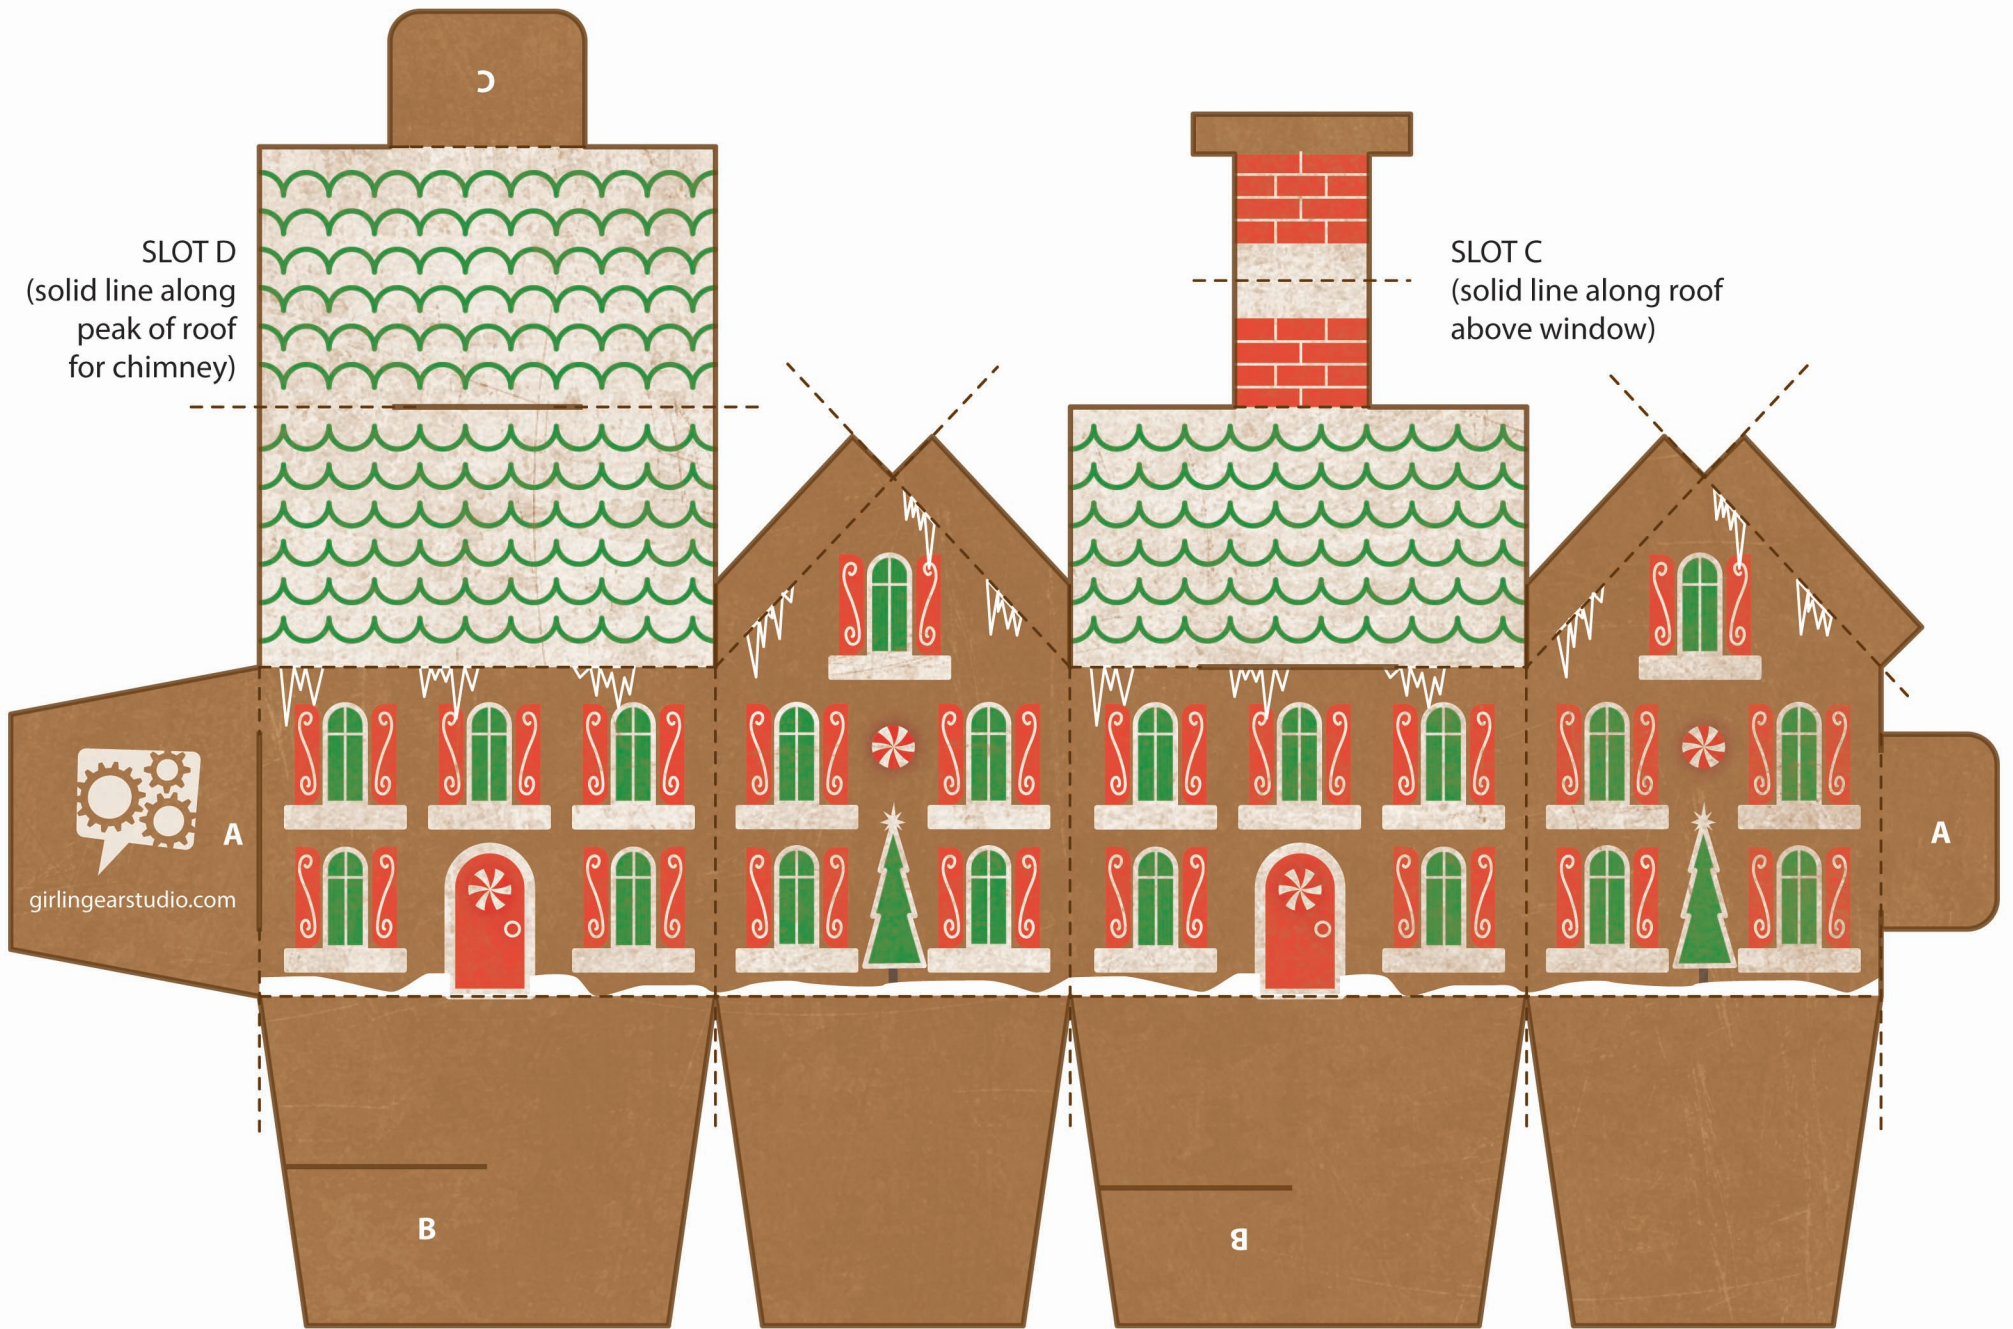 C
SLOT D
(solid line along
peak of roof
for chimney)
SLOT C
(solid line along roof
above window)
A
girlingearstudio.com
A
B
B